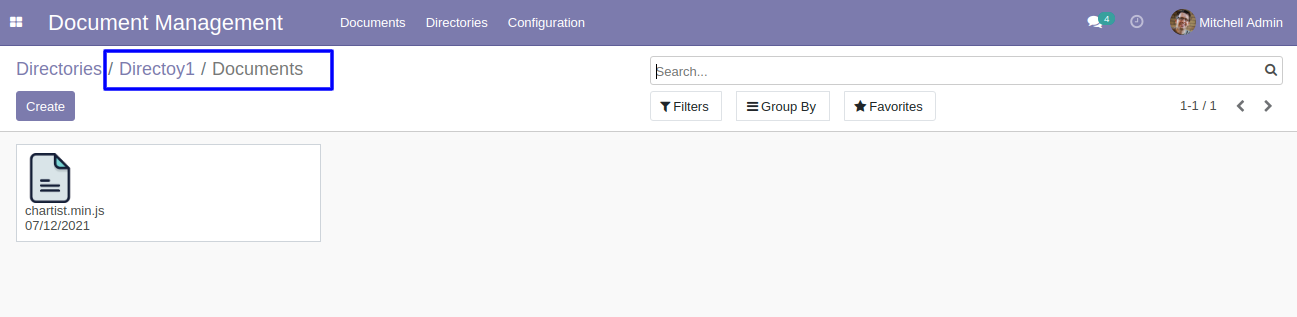 Document Management Documents Directories Configuration 4 Mitchell Admin
Directories / Directoy1 / Documents
Search...
Create
Filters Group By Favorites 1-1 / 1
chartist.min.js
07/12/2021